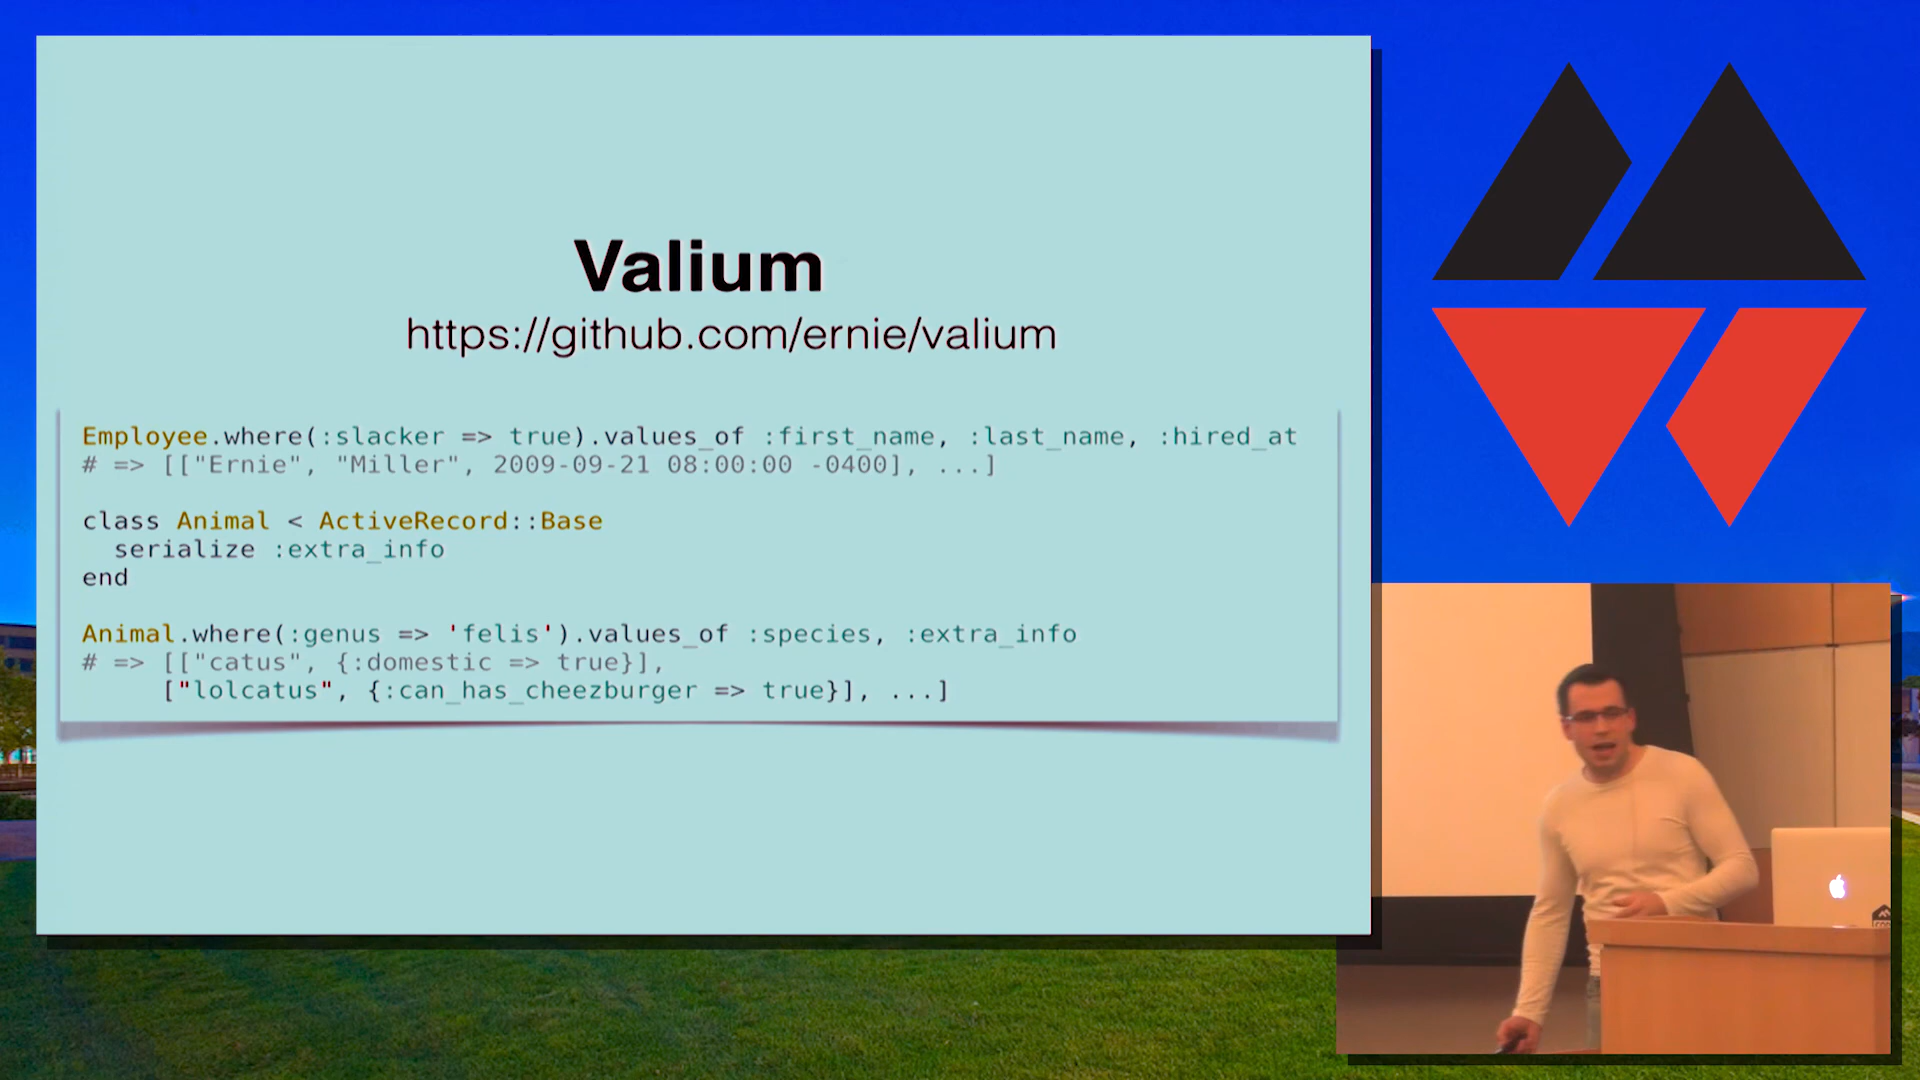 Valium
https://github.com/ernie/valium
Employee.where(:slacker => true).values_of :first_name, :last_name, :hired_at
# => [["Ernie", "Miller", 2009-09-21 08:00:00 -0400], ...]
class Animal < ActiveRecord::Base
  serialize :extra_info
end
Animal.where(:genus => 'felis').values_of :species, :extra_info
# => [["catus", {:domestic => true}],
     ["lolcatus", {:can_has_cheezburger => true}], ...]